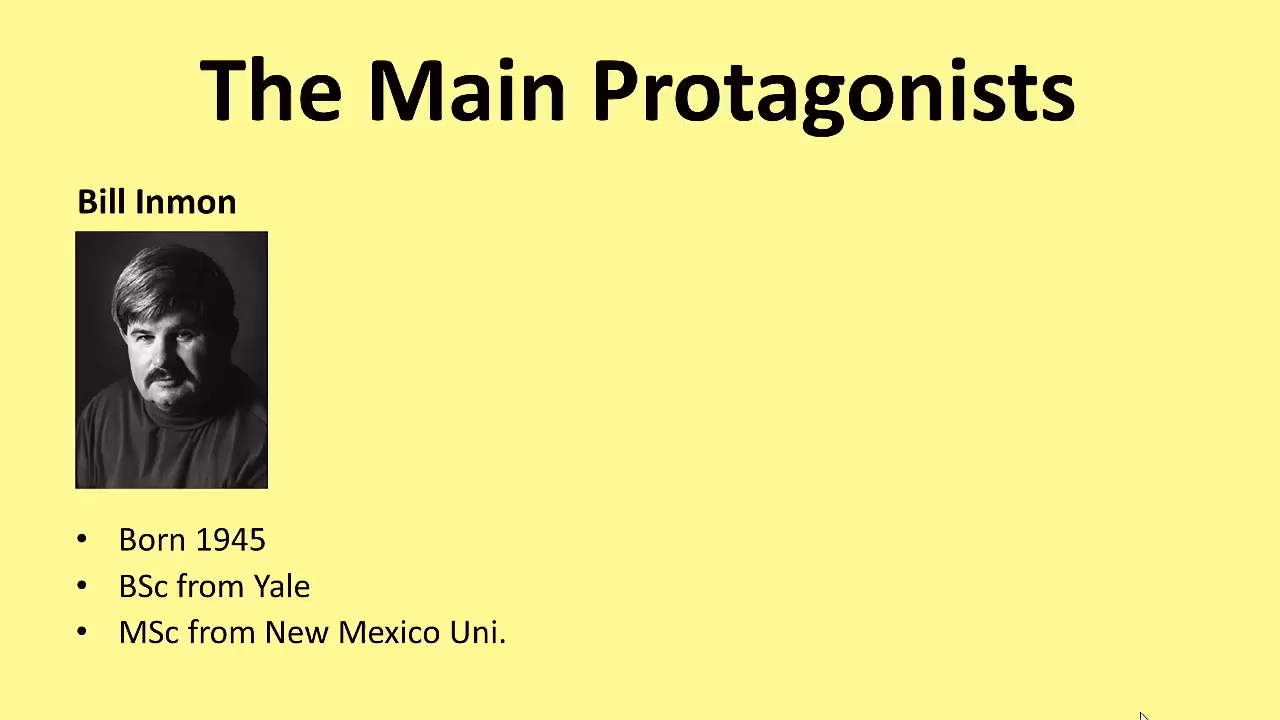 The Main Protagonists
Bill Inmon
• Born 1945
• BSc from Yale
• MSc from New Mexico Uni.